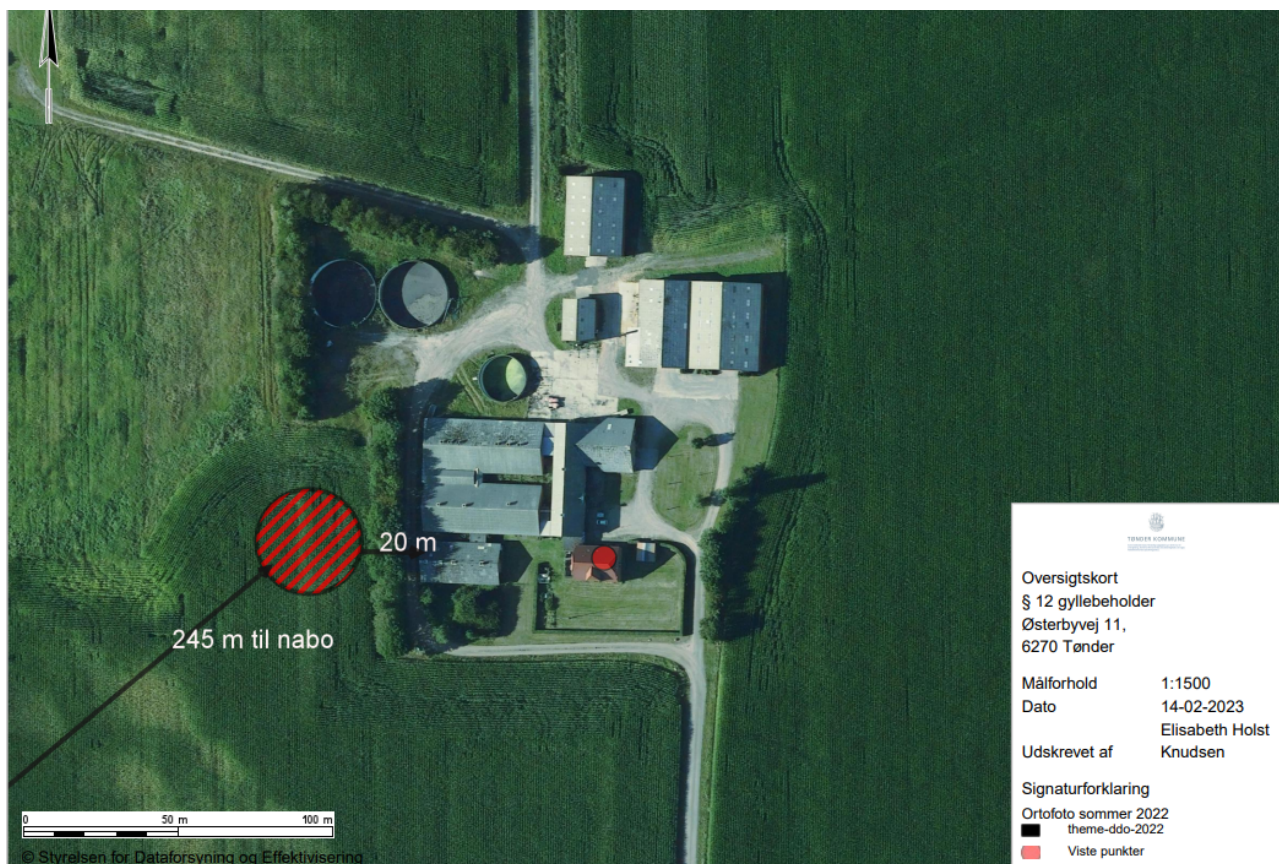 20 m
245 m til nabo
0 50 m 100 m
© Styrelsen for Dataforsyning og Effektivisering
TØNDER KOMMUNE
Oversigtskort
§ 12 gyllebeholder
Østerbyvej 11,
6270 Tønder
Målforhold 1:1500
Dato 14-02-2023
Elisabeth Holst
Udskrevet af Knudsen
Signaturforklaring
Ortofoto sommer 2022
theme-ddo-2022
Viste punkter